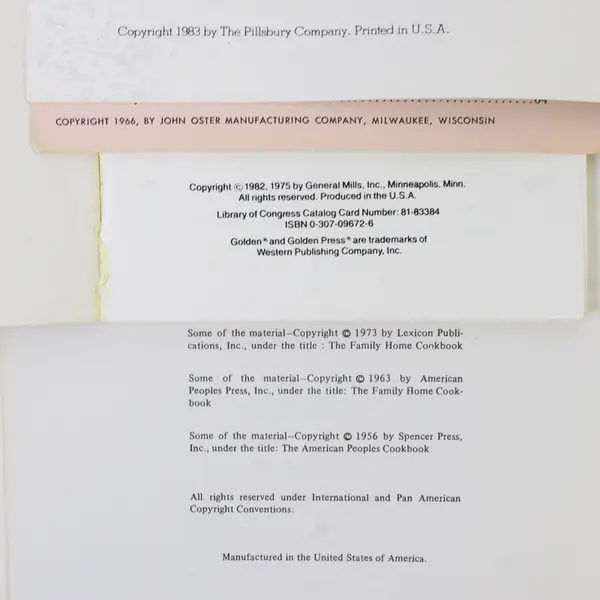 Copyright 1983 by The Pillsbury Company. Printed in U.S.A.
COPYRIGHT 1966, BY JOHN OSTER MANUFACTURING COMPANY, MILWAUKEE, WISCONSIN
Copyright © 1982, 1975 by General Mills, Inc., Minneapolis, Minn.
All rights reserved. Produced in the U.S.A.
Library of Congress Catalog Card Number: 81-83384
ISBN 0-307-09672-6
Golden® and Golden Press® are trademarks of
Western Publishing Company, Inc.
Some of the material—Copyright © 1973 by Lexicon Publi-
cations, Inc., under the title : The Family Home Cookbook
Some of the material—Copyright © 1963 by American
Peoples Press, Inc., under the title: The Family Home Cook-
book
Some of the material—Copyright © 1956 by Spencer Press,
Inc., under the title: The American Peoples Cookbook
All rights reserved under International and Pan American
Copyright Conventions.
Manufactured in the United States of America.